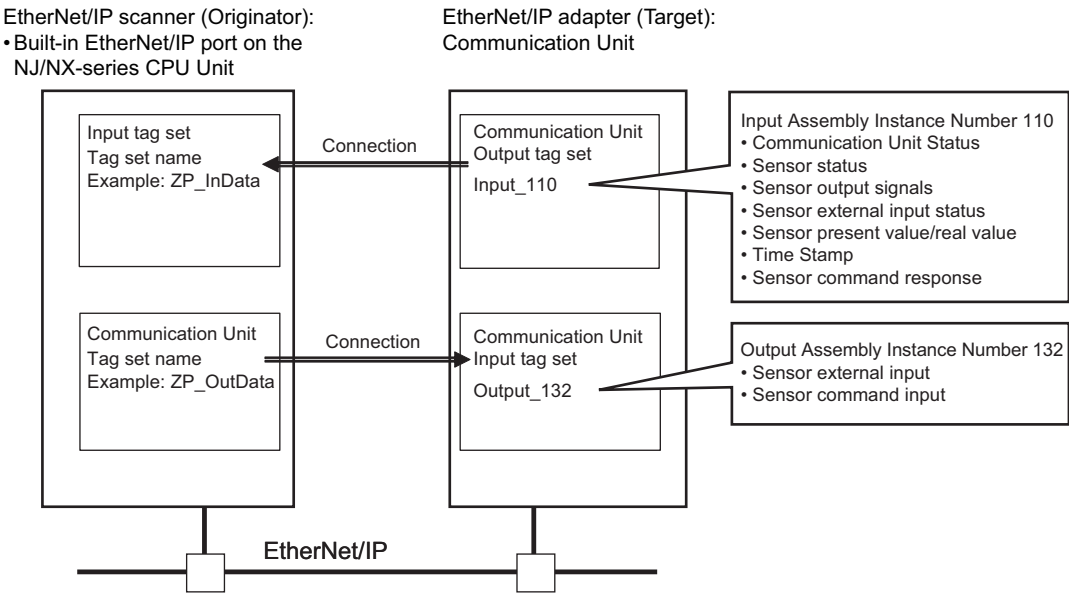 EtherNet/IP scanner (Originator):
• Built-in EtherNet/IP port on the
NJ/NX-series CPU Unit
EtherNet/IP adapter (Target):
Communication Unit
Input tag set
Tag set name
Example: ZP_InData
Connection
Communication Unit
Output tag set
Input_110
Input Assembly Instance Number 110
• Communication Unit Status
• Sensor status
• Sensor output signals
• Sensor external input status
• Sensor present value/real value
• Time Stamp
• Sensor command response
Communication Unit
Tag set name
Example: ZP_OutData
Connection
Communication Unit
Input tag set
Output_132
Output Assembly Instance Number 132
• Sensor external input
• Sensor command input
EtherNet/IP